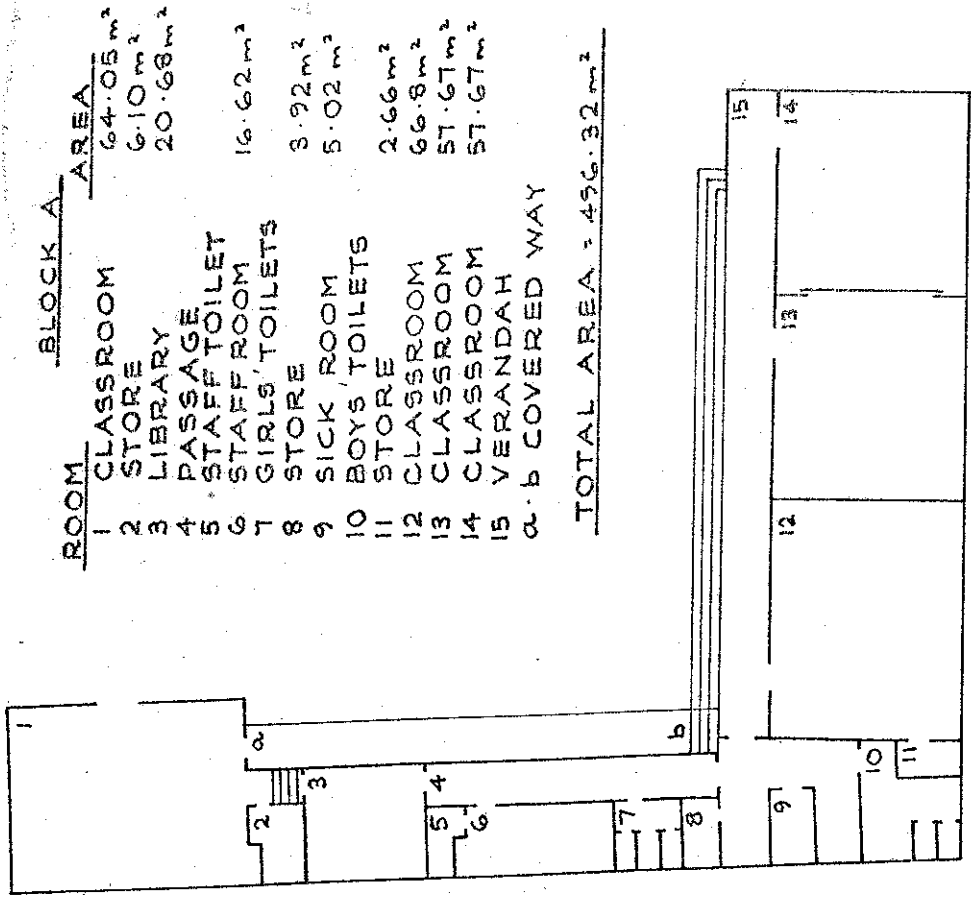 BLOCK A
ROOM AREA
1 CLASSROOM 64.05 m²
2 STORE 6.10 m²
3 LIBRARY 20.68 m²
4 PASSAGE
5 STAFF TOILET
6 STAFF ROOM 16.62 m²
7 GIRLS' TOILETS
8 STORE 3.92 m²
9 SICK ROOM 5.02 m²
10 BOYS' TOILETS
11 STORE 2.66 m²
12 CLASSROOM 66.8 m²
13 CLASSROOM 57.67 m²
14 CLASSROOM 57.67 m²
15 VERANDAH
a - b COVERED WAY
TOTAL AREA = 496.32 m²
1
2
a
3
4
5
6
7
b
8
9
10
11
12
13
14
15